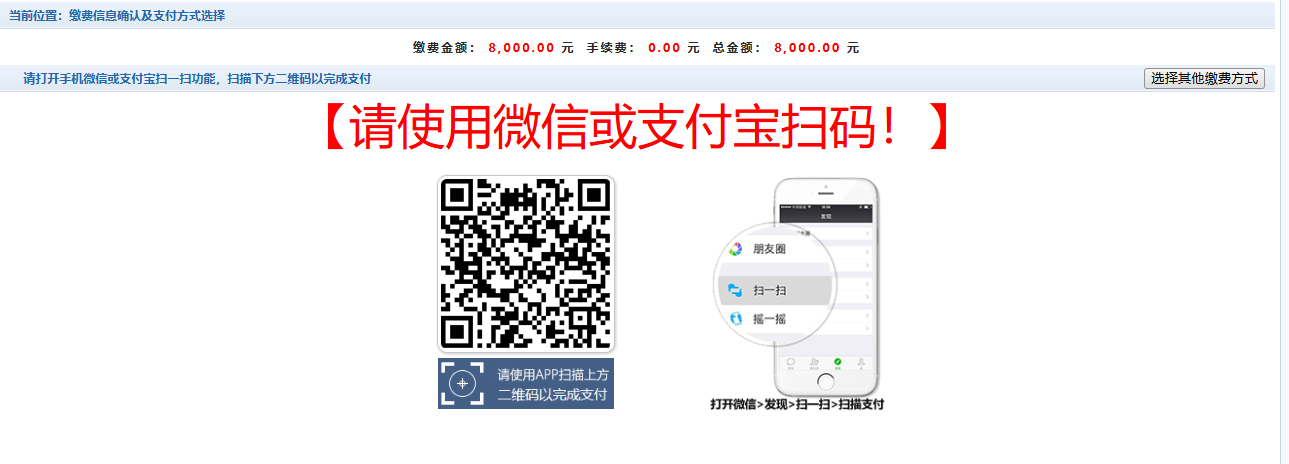 当前位置：缴费信息确认及支付方式选择
缴费金额： 8,000.00 元 手续费： 0.00 元 总金额： 8,000.00 元
请打开手机微信或支付宝扫一扫功能，扫描下方二维码以完成支付
选择其他缴费方式
【请使用微信或支付宝扫码！】
发现
朋友圈
扫一扫
摇一摇
请使用APP扫描上方
二维码以完成支付
打开微信>发现>扫一扫>扫描支付